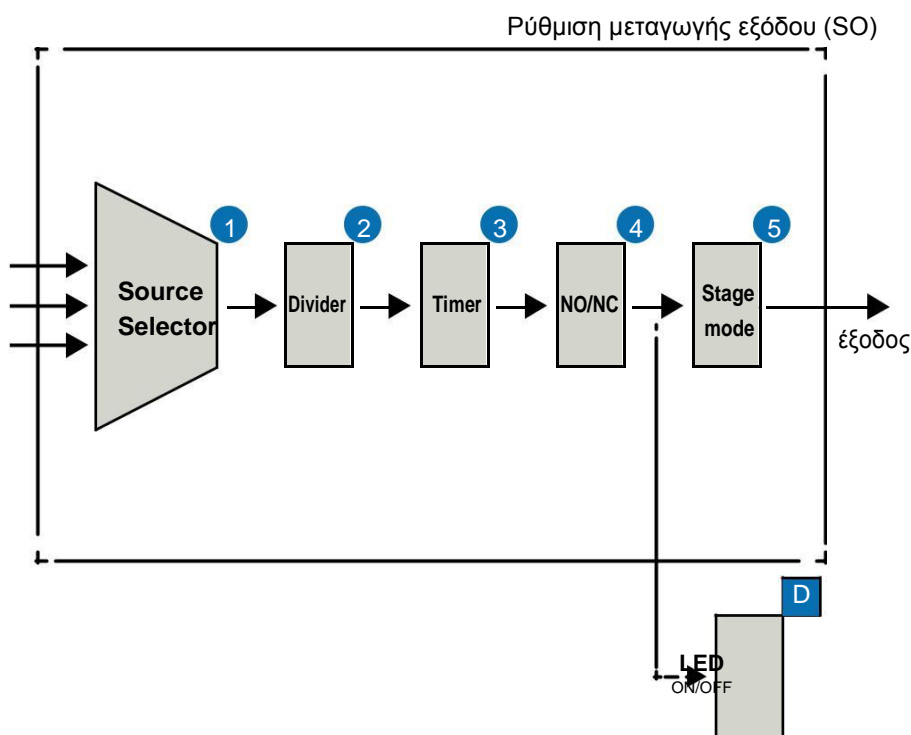 Ρύθμιση μεταγωγής εξόδου (SO)
1
2
3
4
5
Source
Selector
Divider
Timer
NO/NC
Stage
mode
έξοδος
D
LED
ON/OFF